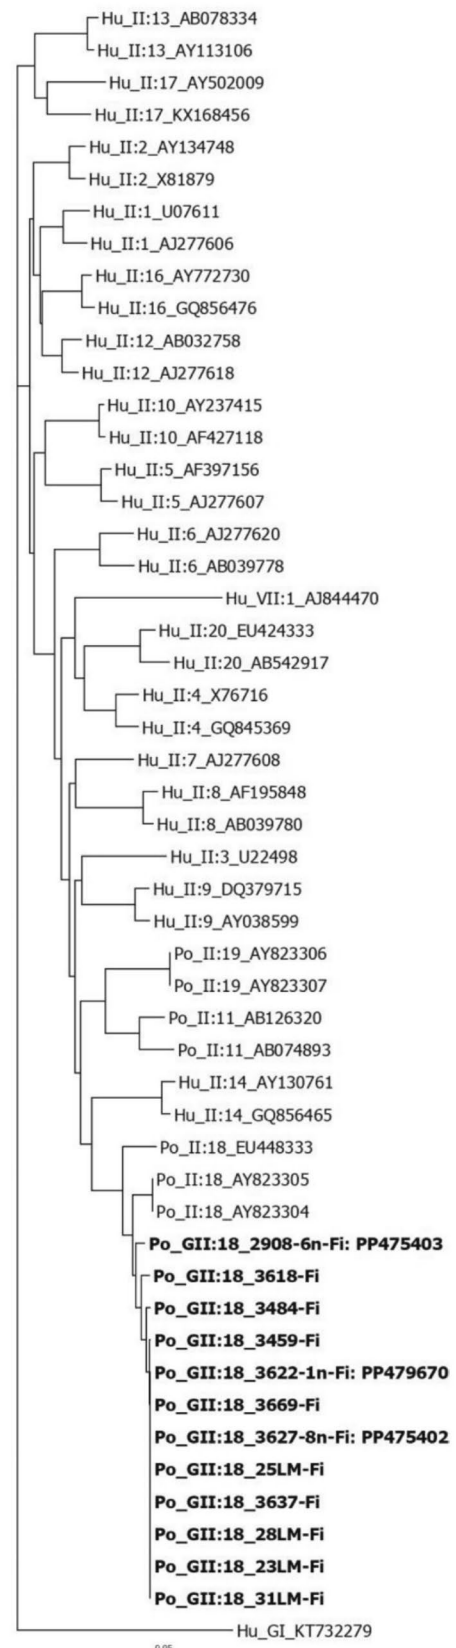 Hu_II:13_AB078334
Hu_II:13_AY113106
Hu_II:17_AY502009
Hu_II:17_KX168456
Hu_II:2_AY134748
Hu_II:2_X81879
Hu_II:1_U07611
Hu_II:1_AJ277606
Hu_II:16_AY772730
Hu_II:16_GQ856476
Hu_II:12_AB032758
Hu_II:12_AJ277618
Hu_II:10_AY237415
Hu_II:10_AF427118
Hu_II:5_AF397156
Hu_II:5_AJ277607
Hu_II:6_AJ277620
Hu_II:6_AB039778
Hu_VII:1_AJ844470
Hu_II:20_EU424333
Hu_II:20_AB542917
Hu_II:4_X76716
Hu_II:4_GQ845369
Hu_II:7_AJ277608
Hu_II:8_AF195848
Hu_II:8_AB039780
Hu_II:3_U22498
Hu_II:9_DQ379715
Hu_II:9_AY038599
Po_II:19_AY823306
Po_II:19_AY823307
Po_II:11_AB126320
Po_II:11_AB074893
Hu_II:14_AY130761
Hu_II:14_GQ856465
Po_II:18_EU448333
Po_II:18_AY823305
Po_II:18_AY823304
Po_GII:18_2908-6n-Fi: PP475403
Po_GII:18_3618-Fi
Po_GII:18_3484-Fi
Po_GII:18_3459-Fi
Po_GII:18_3622-1n-Fi: PP479670
Po_GII:18_3669-Fi
Po_GII:18_3627-8n-Fi: PP475402
Po_GII:18_25LM-Fi
Po_GII:18_3637-Fi
Po_GII:18_28LM-Fi
Po_GII:18_23LM-Fi
Po_GII:18_31LM-Fi
Hu_GI_KT732279